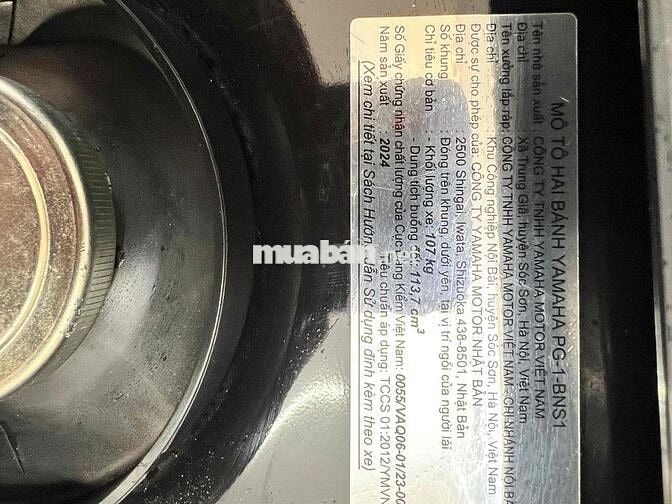 MÔ TÔ HAI BÁNH YAMAHA PG-1-BNS1
Tên nhà sản xuất : CÔNG TY TNHH YAMAHA MOTOR VIỆT NAM
Địa chỉ : Xã Trung Giã, huyện Sóc Sơn, Hà Nội, Việt Nam
Tên xưởng lắp ráp: CÔNG TY TNHH YAMAHA MOTOR VIỆT NAM - CHI NHÁNH NỘI BÀ
Địa chỉ : Khu Công nghiệp Nội Bài, huyện Sóc Sơn, Hà Nội, Việt Nam
Được sự cho phép của: CÔNG TY YAMAHA MOTOR NHẬT BẢN
Địa chỉ : 2500 Shingai, Iwata, Shizuoka 438-8501, Nhật Bản
Số khung : Đóng trên khung, dưới yên, tại vị trí ngồi của người lái
Chỉ tiêu cơ bản : - Khối lượng xe: 107 kg
- Dung tích buồng đốt: 113,7 cm³
Số Giấy chứng nhận chất lượng của Cục Đăng Kiểm Việt Nam: 0055/VAQ06-01/23-00
Năm sản xuất : 2024 Tiêu chuẩn áp dụng: TCCS 01:2012/YMVN
(Xem chi tiết tại Sách Hướng Dẫn Sử dụng đính kèm theo xe)
muaban